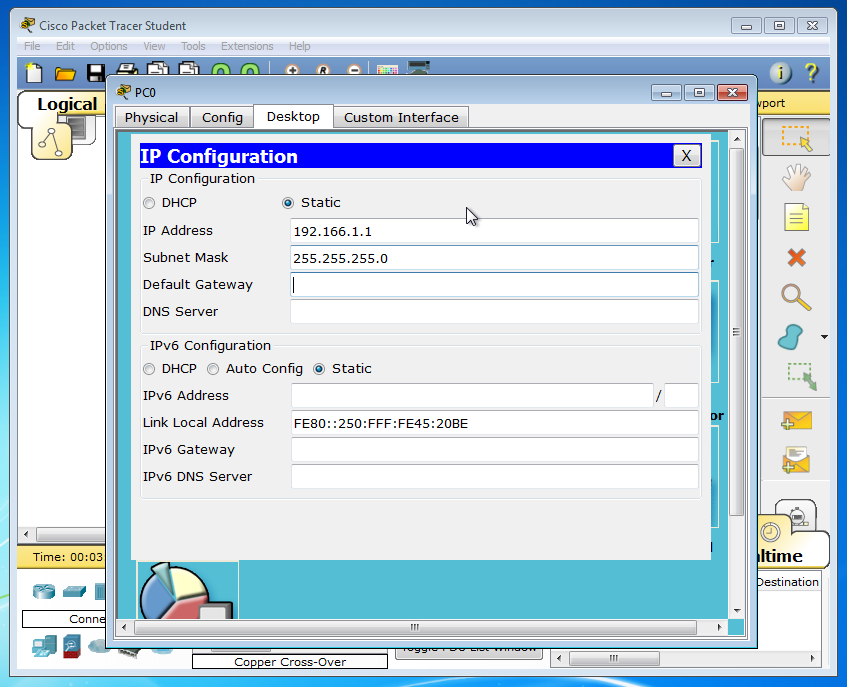 Cisco Packet Tracer Student
File Edit Options View Tools Extensions Help
PC0
Logical
Physical Config Desktop Custom Interface
IP Configuration X
IP Configuration
DHCP Static
IP Address 192.166.1.1
Subnet Mask 255.255.255.0
Default Gateway
DNS Server
IPv6 Configuration
DHCP Auto Config Static
IPv6 Address /
Link Local Address FE80::250:FFF:FE45:20BE
IPv6 Gateway
IPv6 DNS Server
Time: 00:03
ltime
Destination
Conne
Copper Cross-Over
Toggle PDU List Window